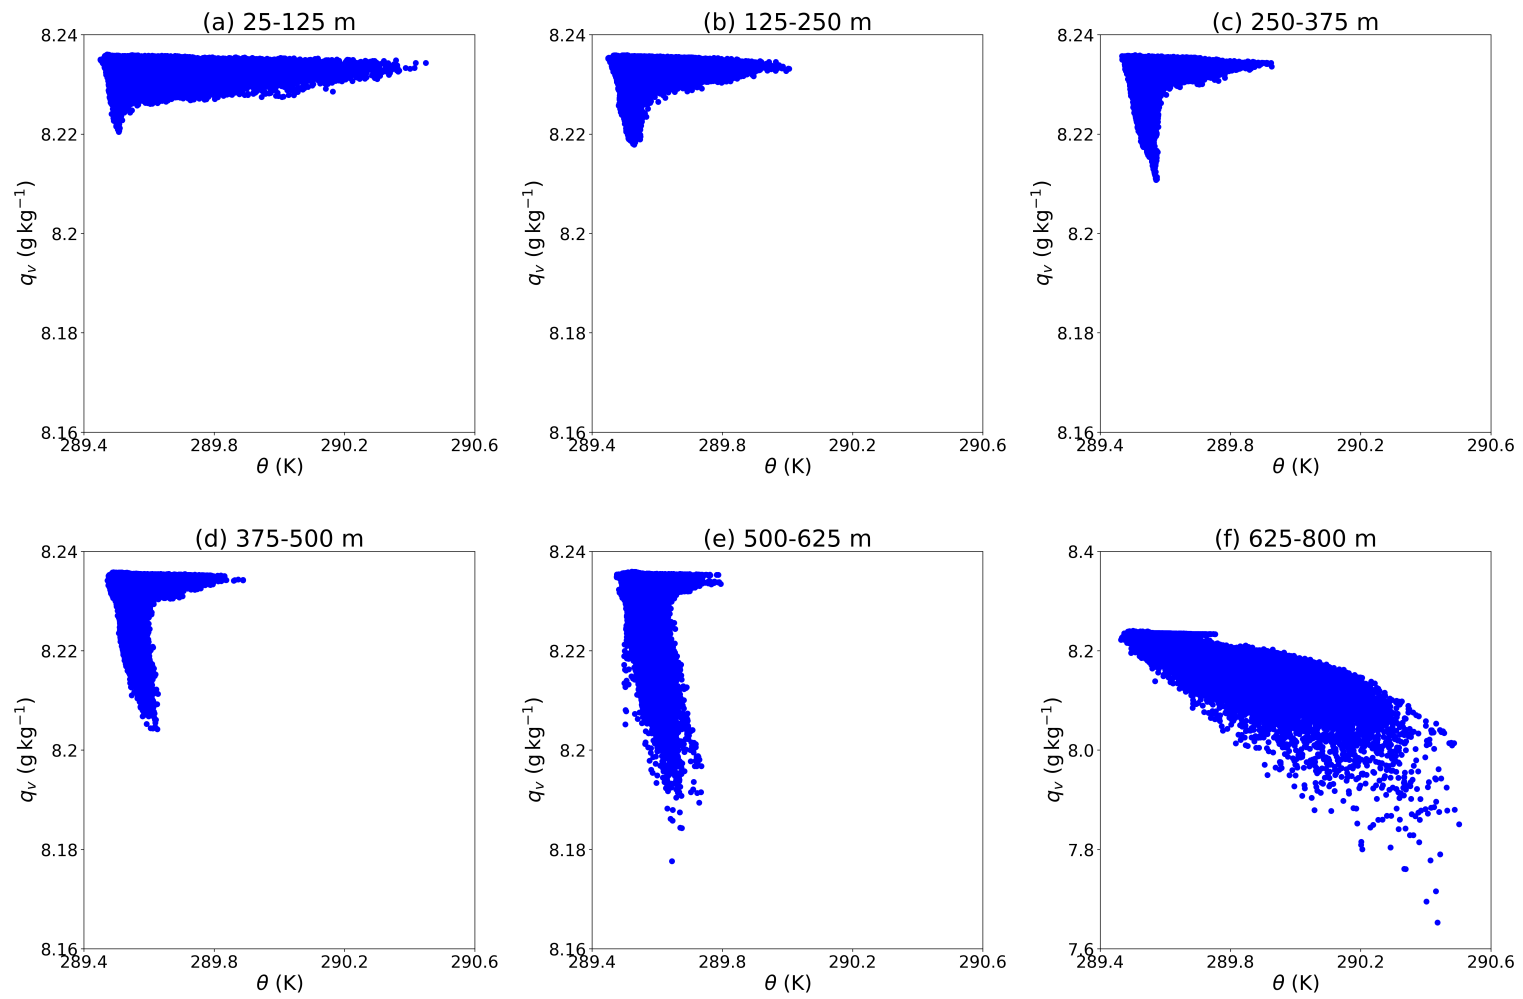 (a) 25-125 m
(b) 125-250 m
(c) 250-375 m
8.24
8.22
8.2
8.18
8.16
q_v (g kg⁻¹)
289.4 289.8 290.2 290.6
θ (K)
8.24
8.22
8.2
8.18
8.16
q_v (g kg⁻¹)
289.4 289.8 290.2 290.6
θ (K)
8.24
8.22
8.2
8.18
8.16
q_v (g kg⁻¹)
289.4 289.8 290.2 290.6
θ (K)
(d) 375-500 m
(e) 500-625 m
(f) 625-800 m
8.24
8.22
8.2
8.18
8.16
q_v (g kg⁻¹)
289.4 289.8 290.2 290.6
θ (K)
8.24
8.22
8.2
8.18
8.16
q_v (g kg⁻¹)
289.4 289.8 290.2 290.6
θ (K)
8.4
8.2
8.0
7.8
7.6
q_v (g kg⁻¹)
289.4 289.8 290.2 290.6
θ (K)